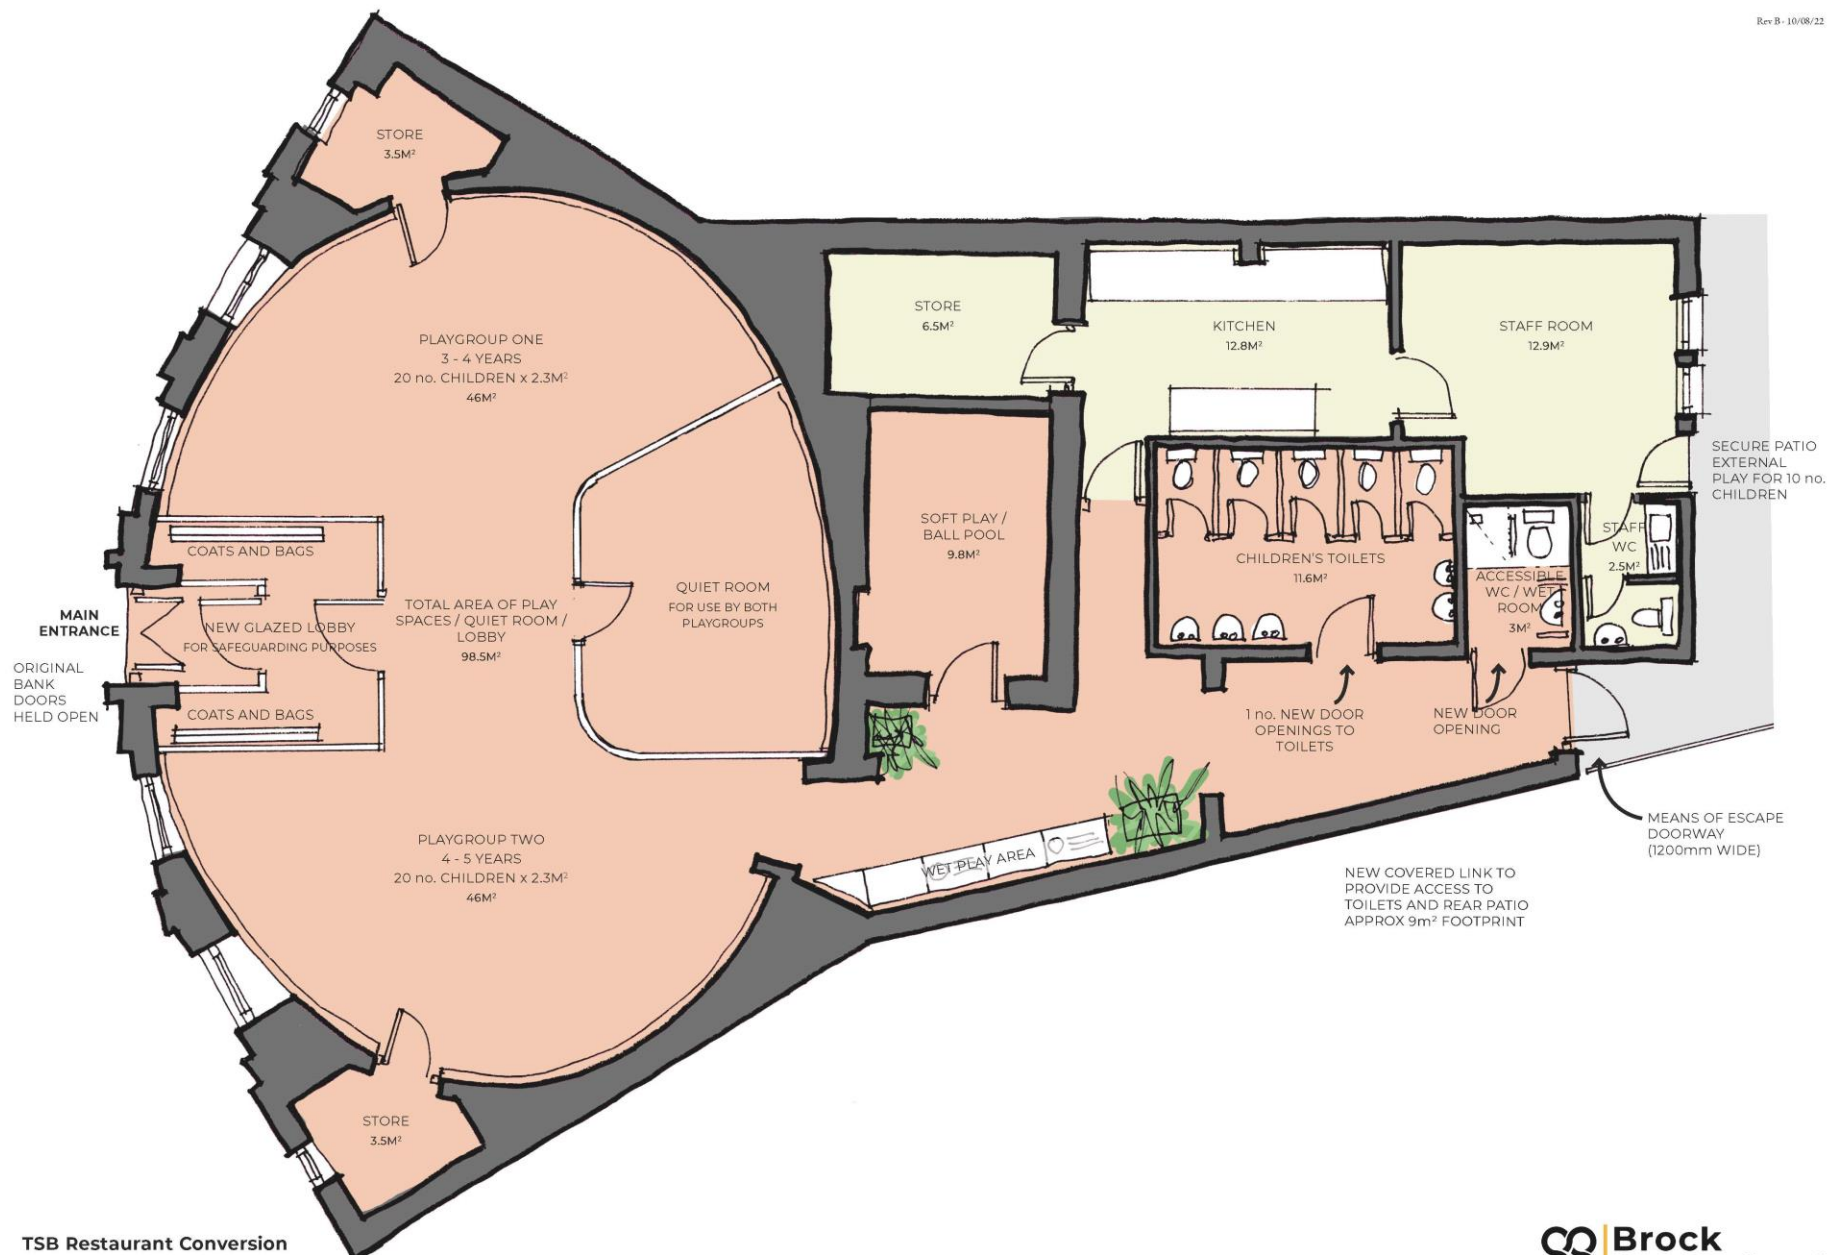 Rev B - 10/08/22
STORE
3.5M²
PLAYGROUP ONE
3 - 4 YEARS
20 no. CHILDREN x 2.3M²
46M²
STORE
6.5M²
KITCHEN
12.8M²
STAFF ROOM
12.9M²
SECURE PATIO
EXTERNAL
PLAY FOR 10 no.
CHILDREN
COATS AND BAGS
SOFT PLAY /
BALL POOL
9.8M²
CHILDREN'S TOILETS
11.6M²
STAFF
WC
2.5M²
ACCESSIBLE
WC / WET
ROOM
3M²
QUIET ROOM
FOR USE BY BOTH
PLAYGROUPS
MAIN
ENTRANCE
NEW GLAZED LOBBY
FOR SAFEGUARDING PURPOSES
TOTAL AREA OF PLAY
SPACES / QUIET ROOM /
LOBBY
98.5M²
ORIGINAL
BANK
DOORS
HELD OPEN
COATS AND BAGS
1 no. NEW DOOR
OPENINGS TO
TOILETS
NEW DOOR
OPENING
MEANS OF ESCAPE
DOORWAY
(1200mm WIDE)
PLAYGROUP TWO
4 - 5 YEARS
20 no. CHILDREN x 2.3M²
46M²
WET PLAY AREA
NEW COVERED LINK TO
PROVIDE ACCESS TO
TOILETS AND REAR PATIO
APPROX 9m² FOOTPRINT
STORE
3.5M²
TSB Restaurant Conversion
Brock